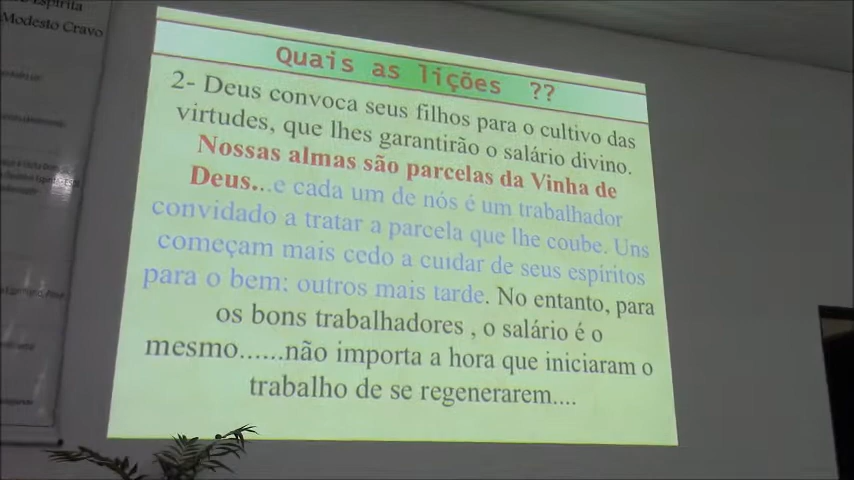 Espírita
Modesto Cravo
Quais as lições ??
2- Deus convoca seus filhos para o cultivo das
virtudes, que lhes garantirão o salário divino.
Nossas almas são parcelas da Vinha de
Deus...e cada um de nós é um trabalhador
convidado a tratar a parcela que lhe coube. Uns
começam mais cedo a cuidar de seus espíritos
para o bem: outros mais tarde. No entanto, para
os bons trabalhadores , o salário é o
mesmo......não importa a hora que iniciaram o
trabalho de se regenerarem....